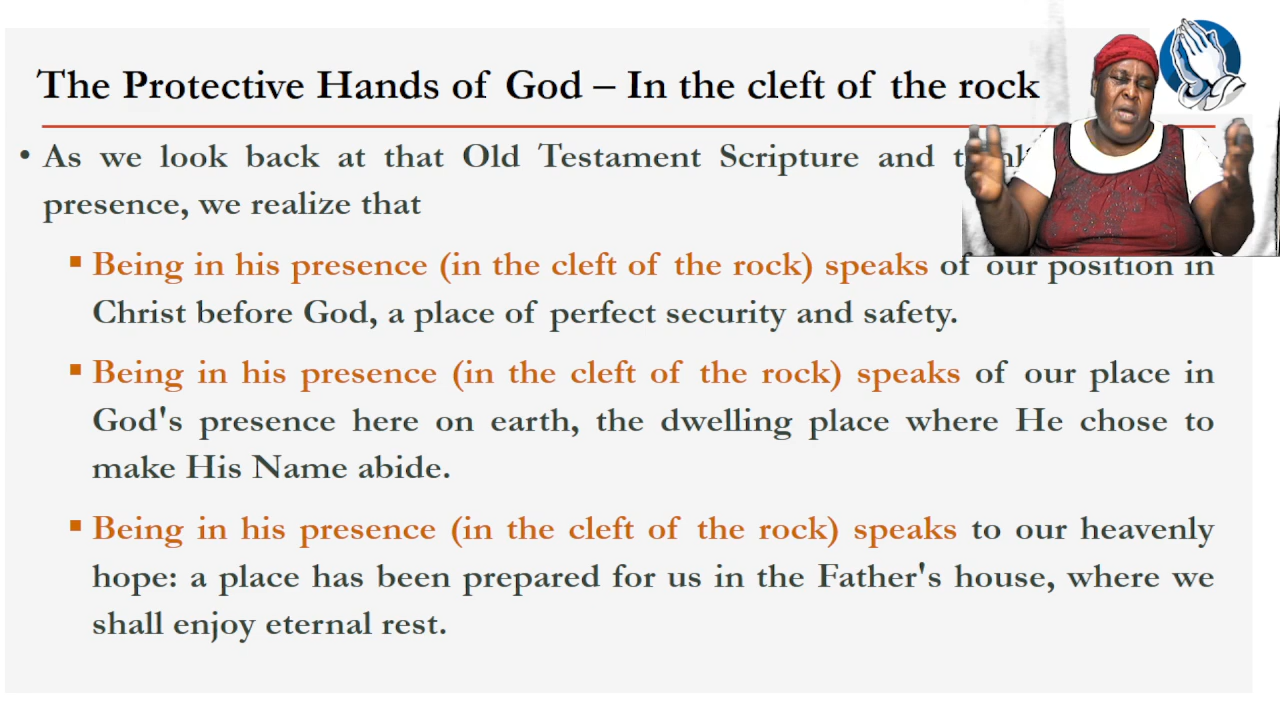 The Protective Hands of God – In the cleft of the rock
• As we look back at that Old Testament Scripture and
presence, we realize that
▪ Being in his presence (in the cleft of the rock) speaks of our position in
Christ before God, a place of perfect security and safety.
▪ Being in his presence (in the cleft of the rock) speaks of our place in
God's presence here on earth, the dwelling place where He chose to
make His Name abide.
▪ Being in his presence (in the cleft of the rock) speaks to our heavenly
hope: a place has been prepared for us in the Father's house, where we
shall enjoy eternal rest.